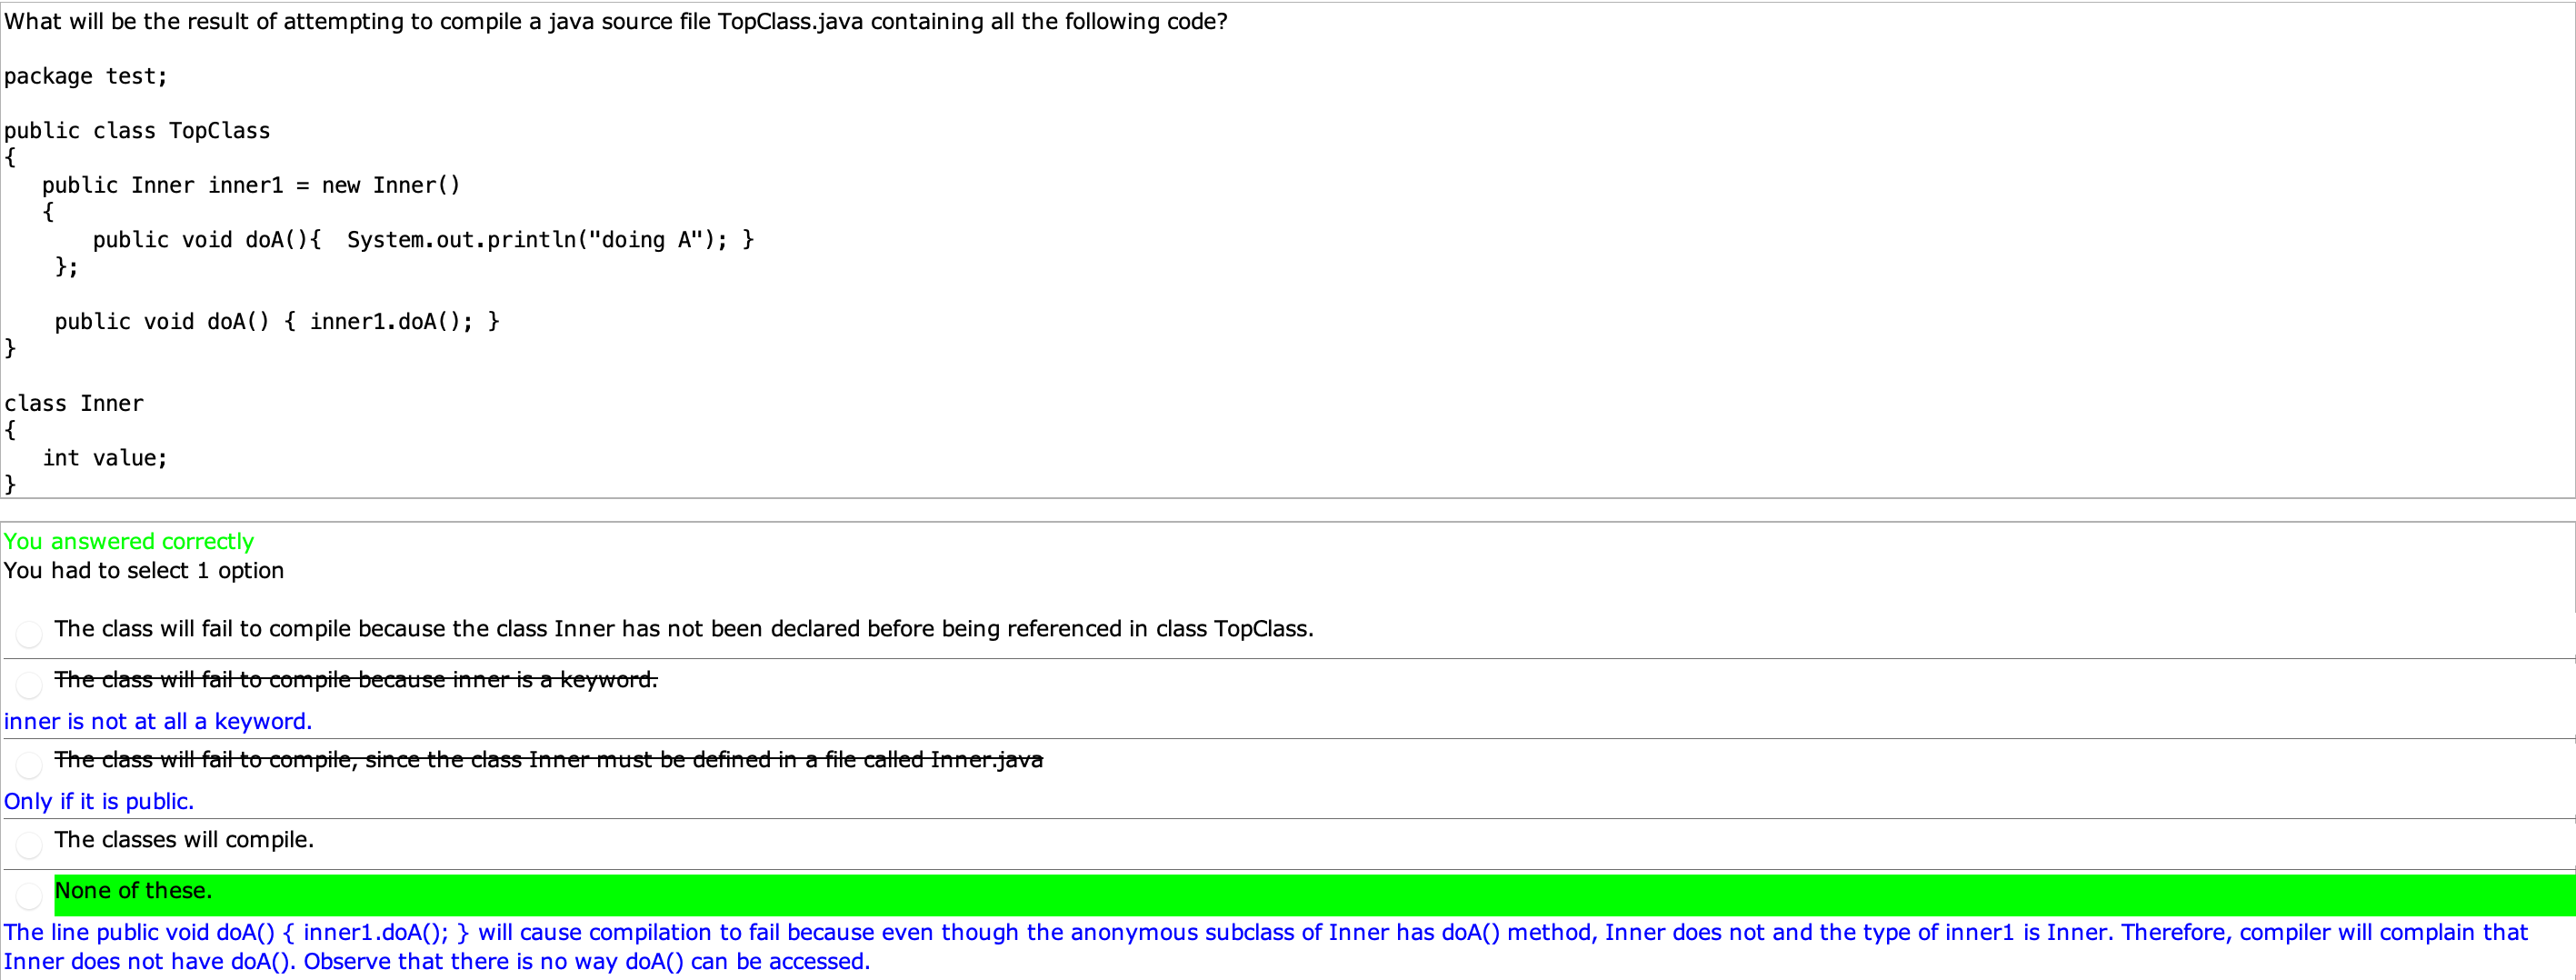 What will be the result of attempting to compile a java source file TopClass.java containing all the following code?
package test;
public class TopClass
{
public Inner inner1 = new Inner()
{
public void doA(){  System.out.println("doing A"); }
};
public void doA() { inner1.doA(); }
}
class Inner
{
int value;
}
You answered correctly
You had to select 1 option
The class will fail to compile because the class Inner has not been declared before being referenced in class TopClass.
The class will fail to compile because inner is a keyword.
inner is not at all a keyword.
The class will fail to compile, since the class Inner must be defined in a file called Inner.java
Only if it is public.
The classes will compile.
None of these.
The line public void doA() { inner1.doA(); } will cause compilation to fail because even though the anonymous subclass of Inner has doA() method, Inner does not and the type of inner1 is Inner. Therefore, compiler will complain that
Inner does not have doA(). Observe that there is no way doA() can be accessed.